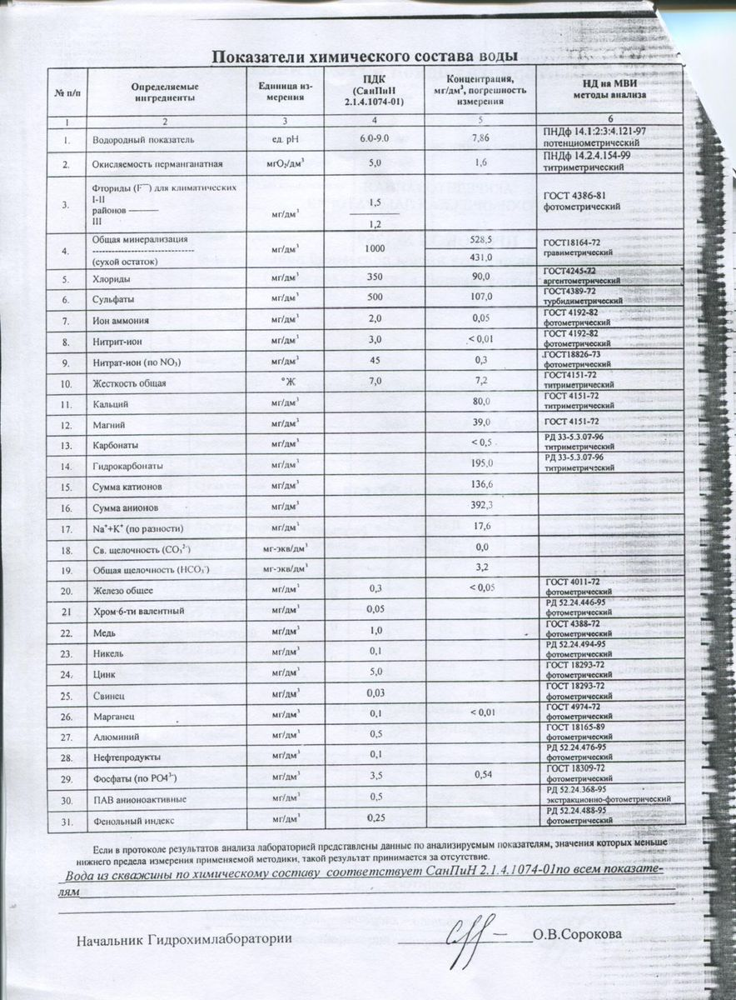 Показатели химического состава воды
№ п/п | Определяемые ингредиенты | Единица из-мерения | ПДК (СанПиН 2.1.4.1074-01) | Концентрация, мг/дм³, погрешность измерения | НД на МВИ методы анализа
1 | 2 | 3 | 4 | 5 | 6
1. | Водородный показатель | ед. pH | 6.0-9.0 | 7,86 | ПНДф 14.1:2:3:4.121-97 потенциометрический
2. | Окисляемость перманганатная | мгО₂/дм³ | 5,0 | 1,6 | ПНДф 14.2.4.154-99 титриметрический
3. | Фториды (F⁻) для климатических I-II районов ——— III | мг/дм³ | 1,5 ——— 1,2 | | ГОСТ 4386-81 фотометрический
4. | Общая минерализация ------------------------------ (сухой остаток) | мг/дм³ | 1000 | 528,5 431,0 | ГОСТ18164-72 гравиметрический
5. | Хлориды | мг/дм³ | 350 | 90,0 | ГОСТ4245-72 аргентометрический
6. | Сульфаты | мг/дм³ | 500 | 107,0 | ГОСТ4389-72 турбидиметрический
7. | Ион аммония | мг/дм³ | 2,0 | 0,05 | ГОСТ 4192-82 фотометрический
8. | Нитрит-ион | мг/дм³ | 3,0 | < 0,01 | ГОСТ 4192-82 фотометрический
9. | Нитрат-ион (по NO₃) | мг/дм³ | 45 | 0,3 | ГОСТ18826-73 фотометрический
10. | Жесткость общая | °Ж | 7,0 | 7,2 | ГОСТ4151-72 титриметрический
11. | Кальций | мг/дм³ | | 80,0 | ГОСТ 4151-72 титриметрический
12. | Магний | мг/дм³ | | 39,0 | ГОСТ 4151-72
13. | Карбонаты | мг/дм³ | | < 0,5 | РД 33-5.3.07-96 титриметрический
14. | Гидрокарбонаты | мг/дм³ | | 195,0 | РД 33-5.3.07-96 титриметрический
15. | Сумма катионов | мг/дм³ | | 136,6 |
16. | Сумма анионов | мг/дм³ | | 392,3 |
17. | Na⁺+K⁺ (по разности) | мг/дм³ | | 17,6 |
18. | Св. щелочность (CO₃²⁻) | мг-экв/дм³ | | 0,0 |
19. | Общая щелочность (HCO₃⁻) | мг-экв/дм³ | | 3,2 |
20. | Железо общее | мг/дм³ | 0,3 | < 0,05 | ГОСТ 4011-72 фотометрический
21 | Хром 6-ти валентный | мг/дм³ | 0,05 | | РД 52.24.446-95 фотометрический
22. | Медь | мг/дм³ | 1,0 | | ГОСТ 4388-72 фотометрический
23. | Никель | мг/дм³ | 0,1 | | РД 52.24.494-95 фотометрический
24. | Цинк | мг/дм³ | 5,0 | | ГОСТ 18293-72 фотометрический
25. | Свинец | мг/дм³ | 0,03 | | ГОСТ 18293-72 фотометрический
26. | Марганец | мг/дм³ | 0,1 | < 0,01 | ГОСТ 4974-72 фотометрический
27. | Алюминий | мг/дм³ | 0,5 | | ГОСТ 18165-89 фотометрический
28. | Нефтепродукты | мг/дм³ | 0,1 | | РД 52.24.476-95 фотометрический
29. | Фосфаты (по PO4³⁻) | мг/дм³ | 3,5 | 0,54 | ГОСТ 18309-72 фотометрический
30. | ПАВ анионоактивные | мг/дм³ | 0,5 | | РД 52.24.368-95 экстракционно-фотометрический
31. | Фенольный индекс | мг/дм³ | 0,25 | | РД 52.24.488-95 фотометрический
Если в протоколе результатов анализа лабораторией представлены данные по анализируемым показателям, значения которых меньше
нижнего предела измерения применяемой методики, такой результат принимается за отсутствие.
Вода из скважины по химическому составу соответствует СанПиН 2.1.4.1074-01по всем показате-
лям
Начальник Гидрохимлаборатории О.В.Сорокова